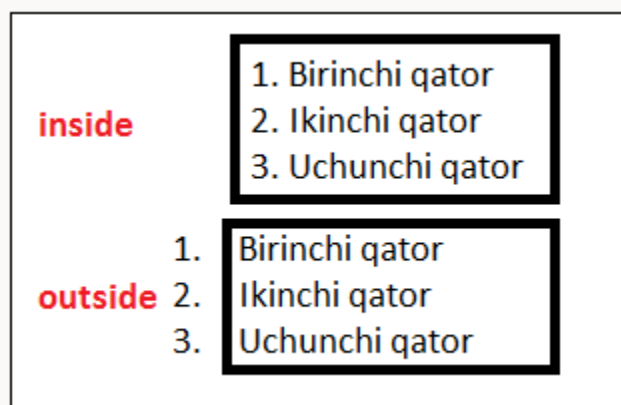 inside
1. Birinchi qator
2. Ikinchi qator
3. Uchunchi qator
outside
1. Birinchi qator
2. Ikinchi qator
3. Uchunchi qator